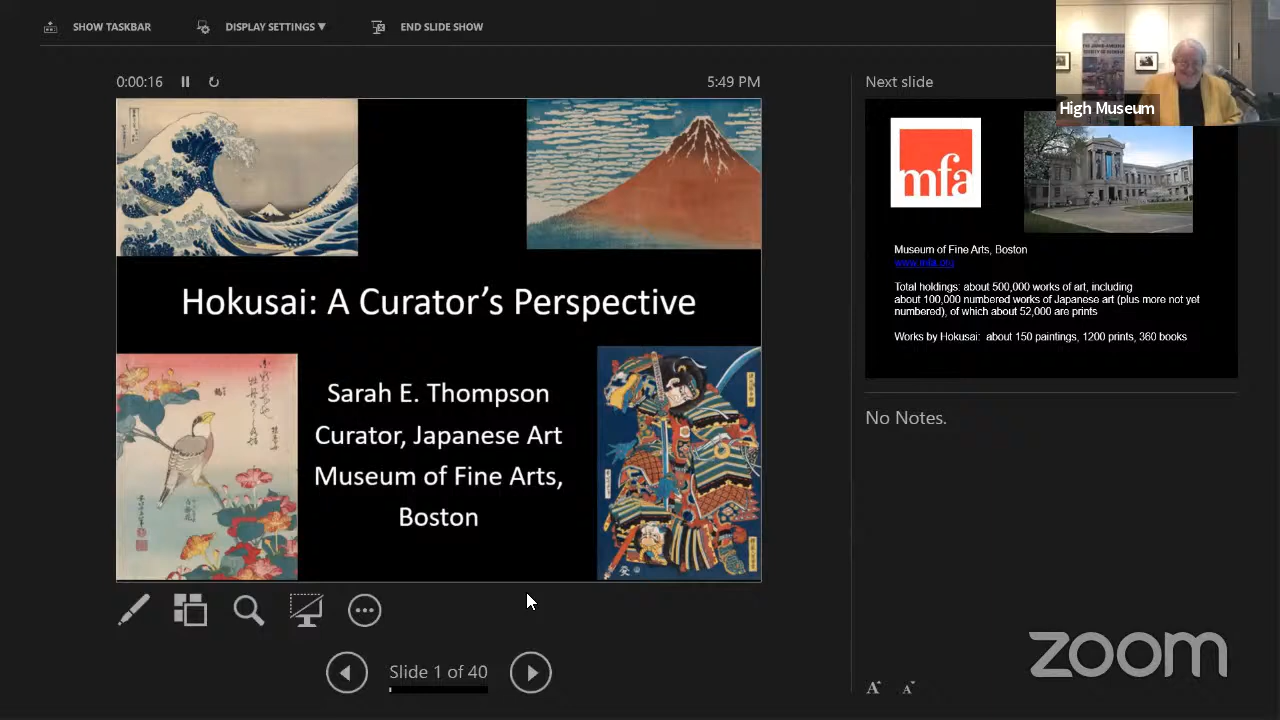 SHOW TASKBAR
DISPLAY SETTINGS ▼
END SLIDE SHOW
0:00:16
5:49 PM
Hokusai: A Curator’s Perspective
Sarah E. Thompson
Curator, Japanese Art
Museum of Fine Arts,
Boston
Slide 1 of 40
Next slide
High Museum
mfa
Museum of Fine Arts, Boston
www.mfa.org
Total holdings: about 500,000 works of art, including
about 100,000 numbered works of Japanese art (plus more not yet
numbered), of which about 52,000 are prints
Works by Hokusai: about 150 paintings, 1200 prints, 360 books
No Notes.
A
A
zoom